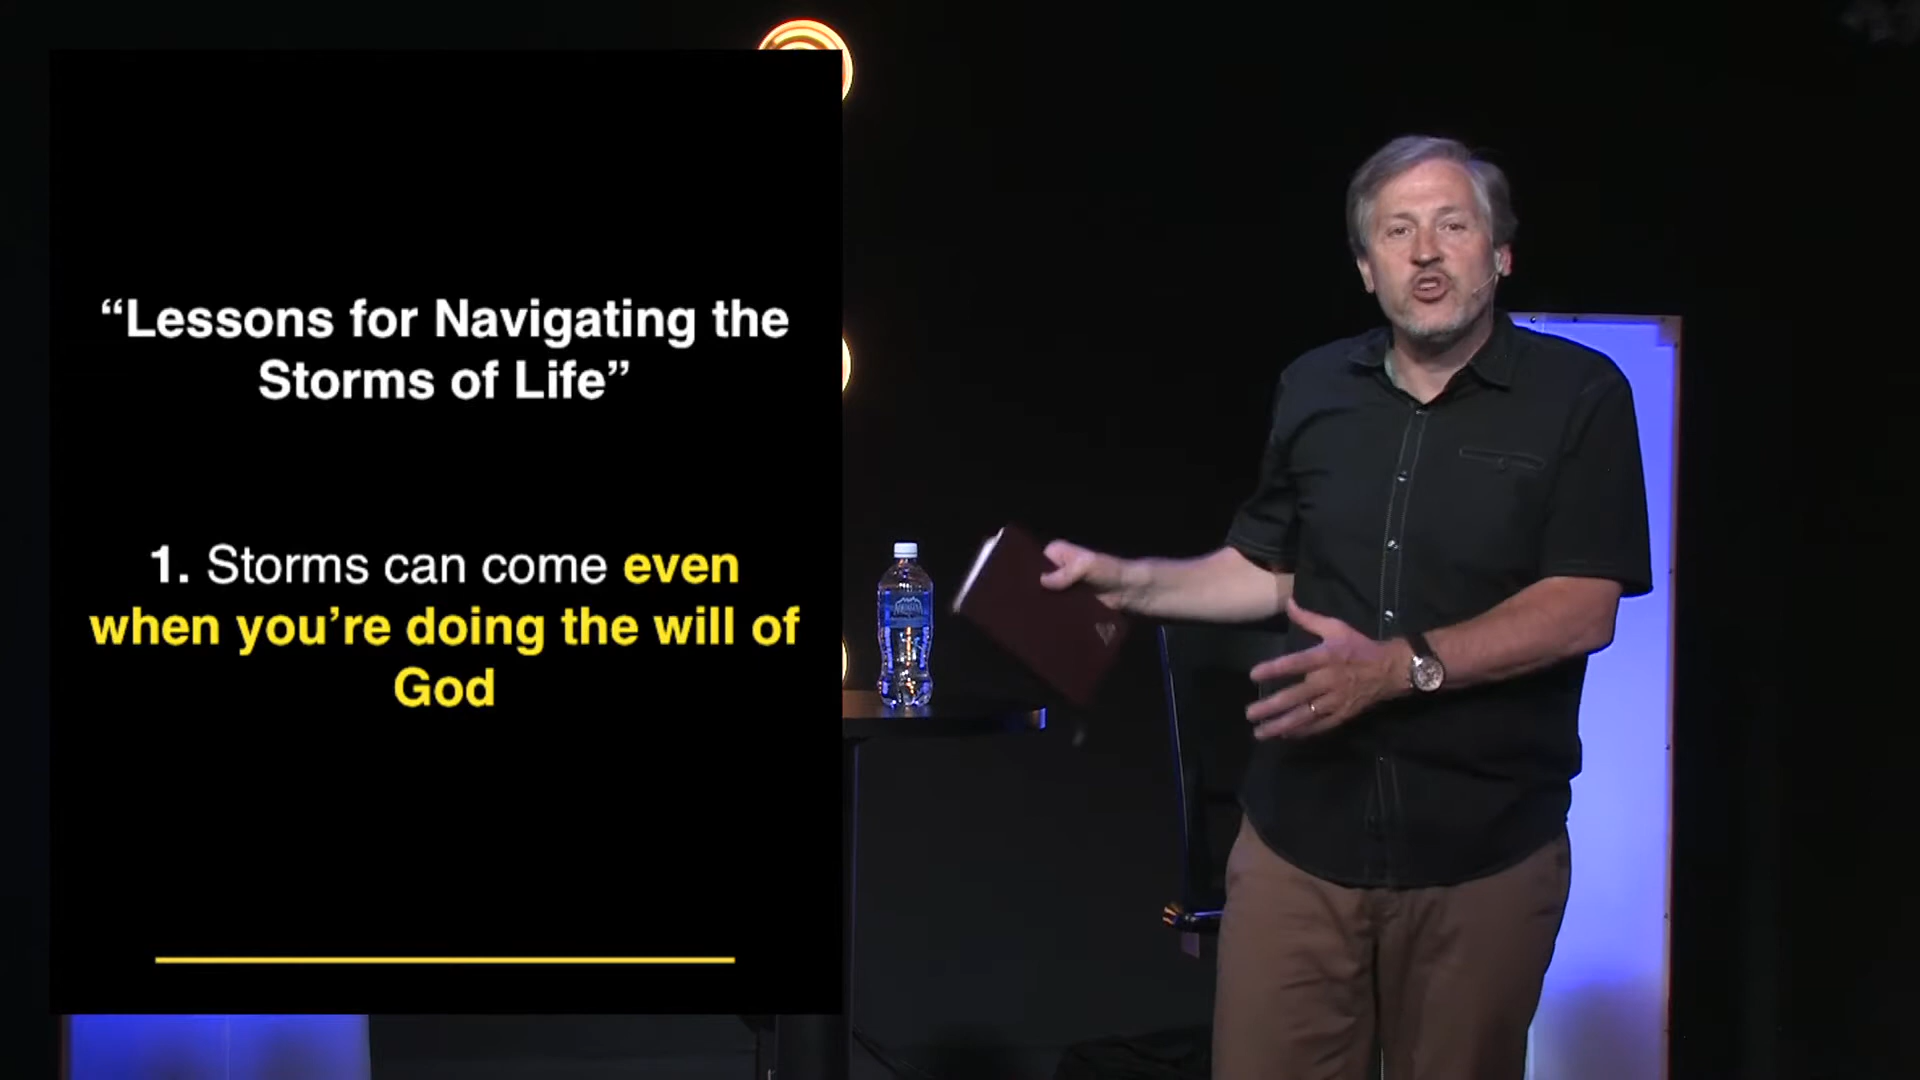 “Lessons for Navigating the
Storms of Life”
1. Storms can come even
when you’re doing the will of
God